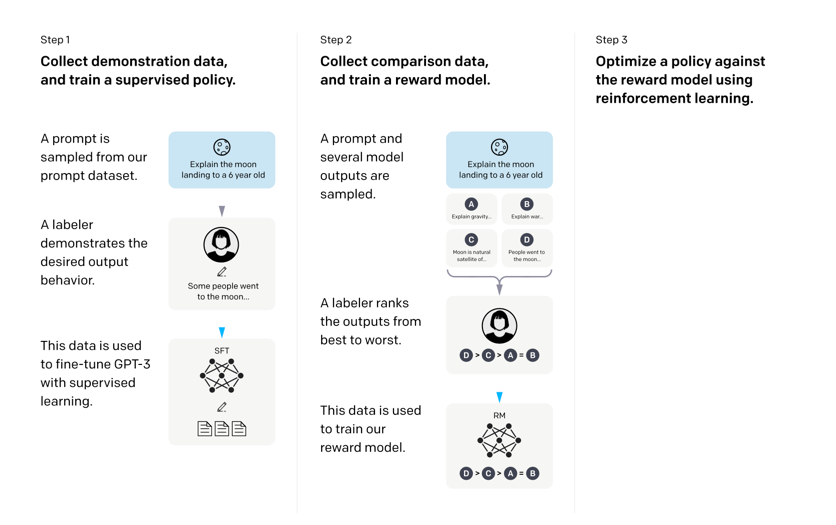 Step 1
Collect demonstration data,
and train a supervised policy.
A prompt is
sampled from our
prompt dataset.
Explain the moon
landing to a 6 year old
A labeler
demonstrates the
desired output
behavior.
Some people went
to the moon...
This data is used
to fine-tune GPT-3
with supervised
learning.
SFT
Step 2
Collect comparison data,
and train a reward model.
A prompt and
several model
outputs are
sampled.
Explain the moon
landing to a 6 year old
A
Explain gravity...
B
Explain war...
C
Moon is natural
satellite of...
D
People went to
the moon...
A labeler ranks
the outputs from
best to worst.
D > C > A = B
This data is used
to train our
reward model.
RM
D > C > A = B
Step 3
Optimize a policy against
the reward model using
reinforcement learning.